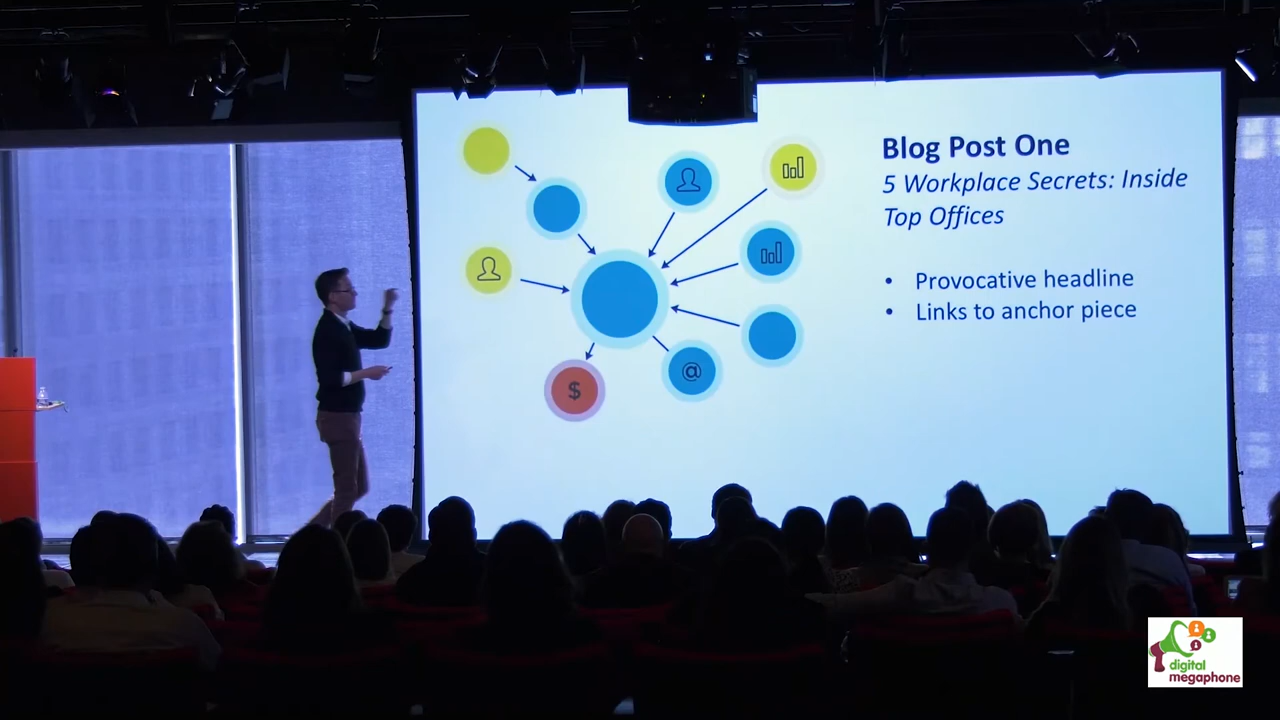 Blog Post One
5 Workplace Secrets: Inside
Top Offices
• Provocative headline
• Links to anchor piece
$
@
digital
megaphone